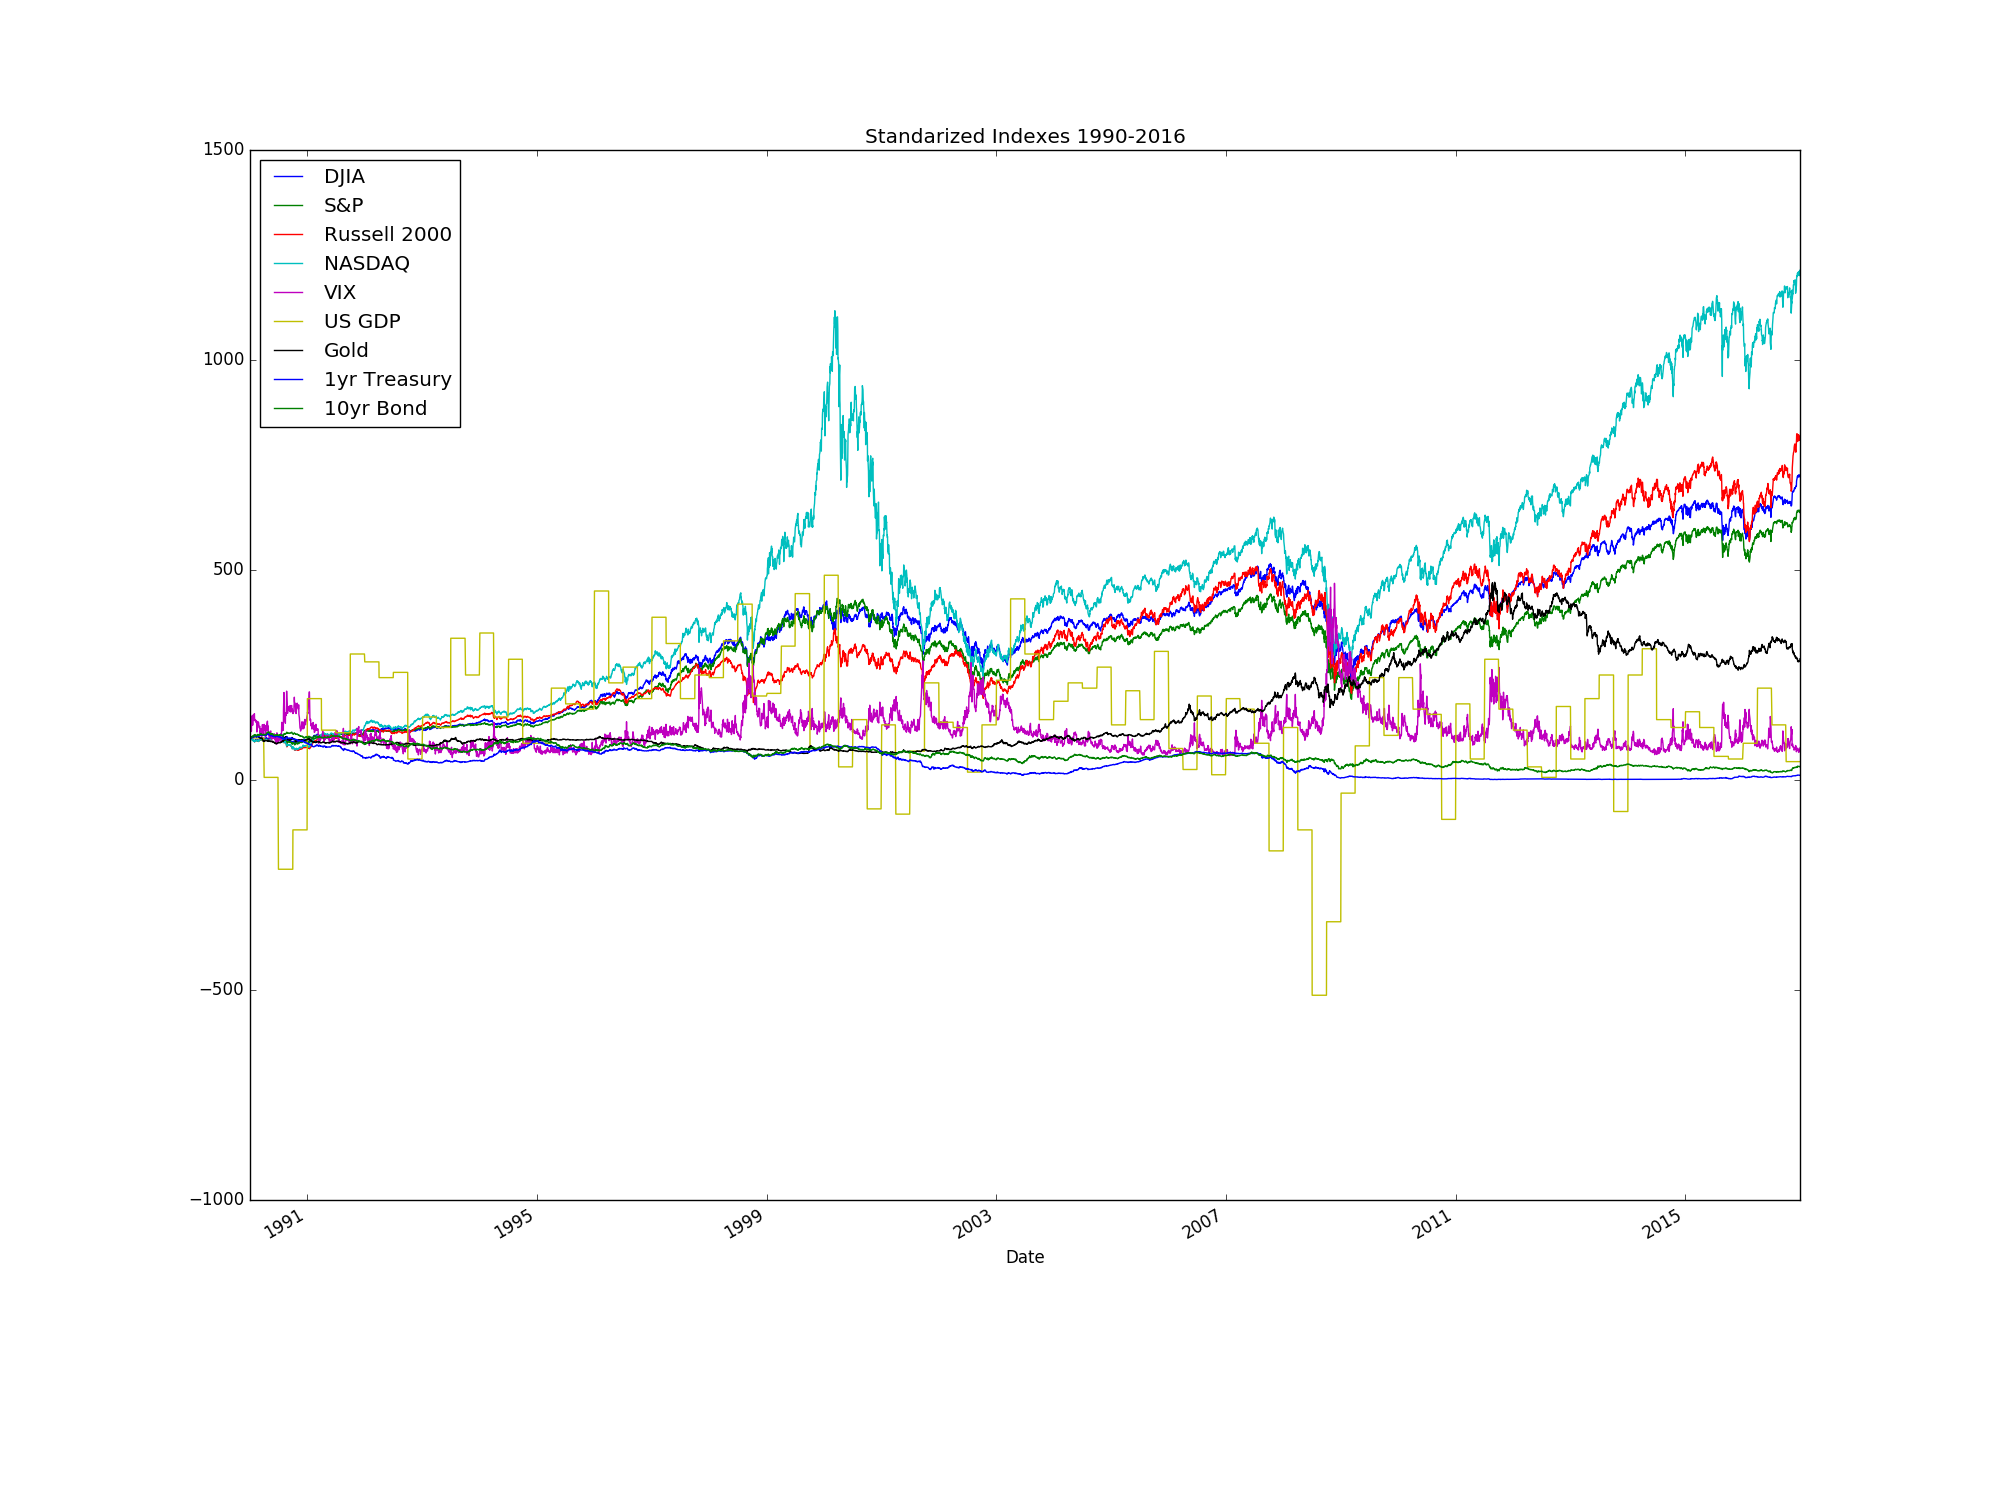 Standarized Indexes 1990-2016
1500
1000
500
0
−500
−1000
DJIA
S&P
Russell 2000
NASDAQ
VIX
US GDP
Gold
1yr Treasury
10yr Bond
1991
1995
1999
2003
2007
2011
2015
Date